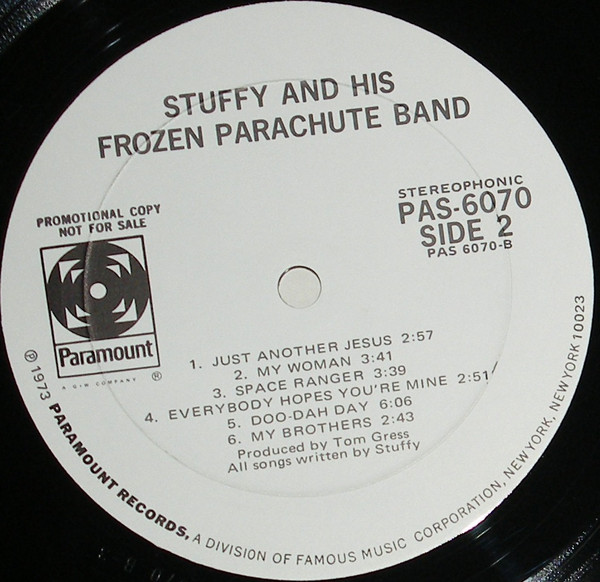 STUFFY AND HIS
FROZEN PARACHUTE BAND
PROMOTIONAL COPY
NOT FOR SALE
STEREOPHONIC
PAS-6070
SIDE 2
PAS 6070-B
Paramount
A G+W COMPANY ®
1. JUST ANOTHER JESUS 2:57
2. MY WOMAN 3:41
3. SPACE RANGER 3:39
4. EVERYBODY HOPES YOU'RE MINE 2:51
5. DOO-DAH DAY 6:06
6. MY BROTHERS 2:43
Produced by Tom Gress
All songs written by Stuffy
℗ 1973 PARAMOUNT RECORDS, A DIVISION OF FAMOUS MUSIC CORPORATION, NEW YORK, NEW YORK 10023